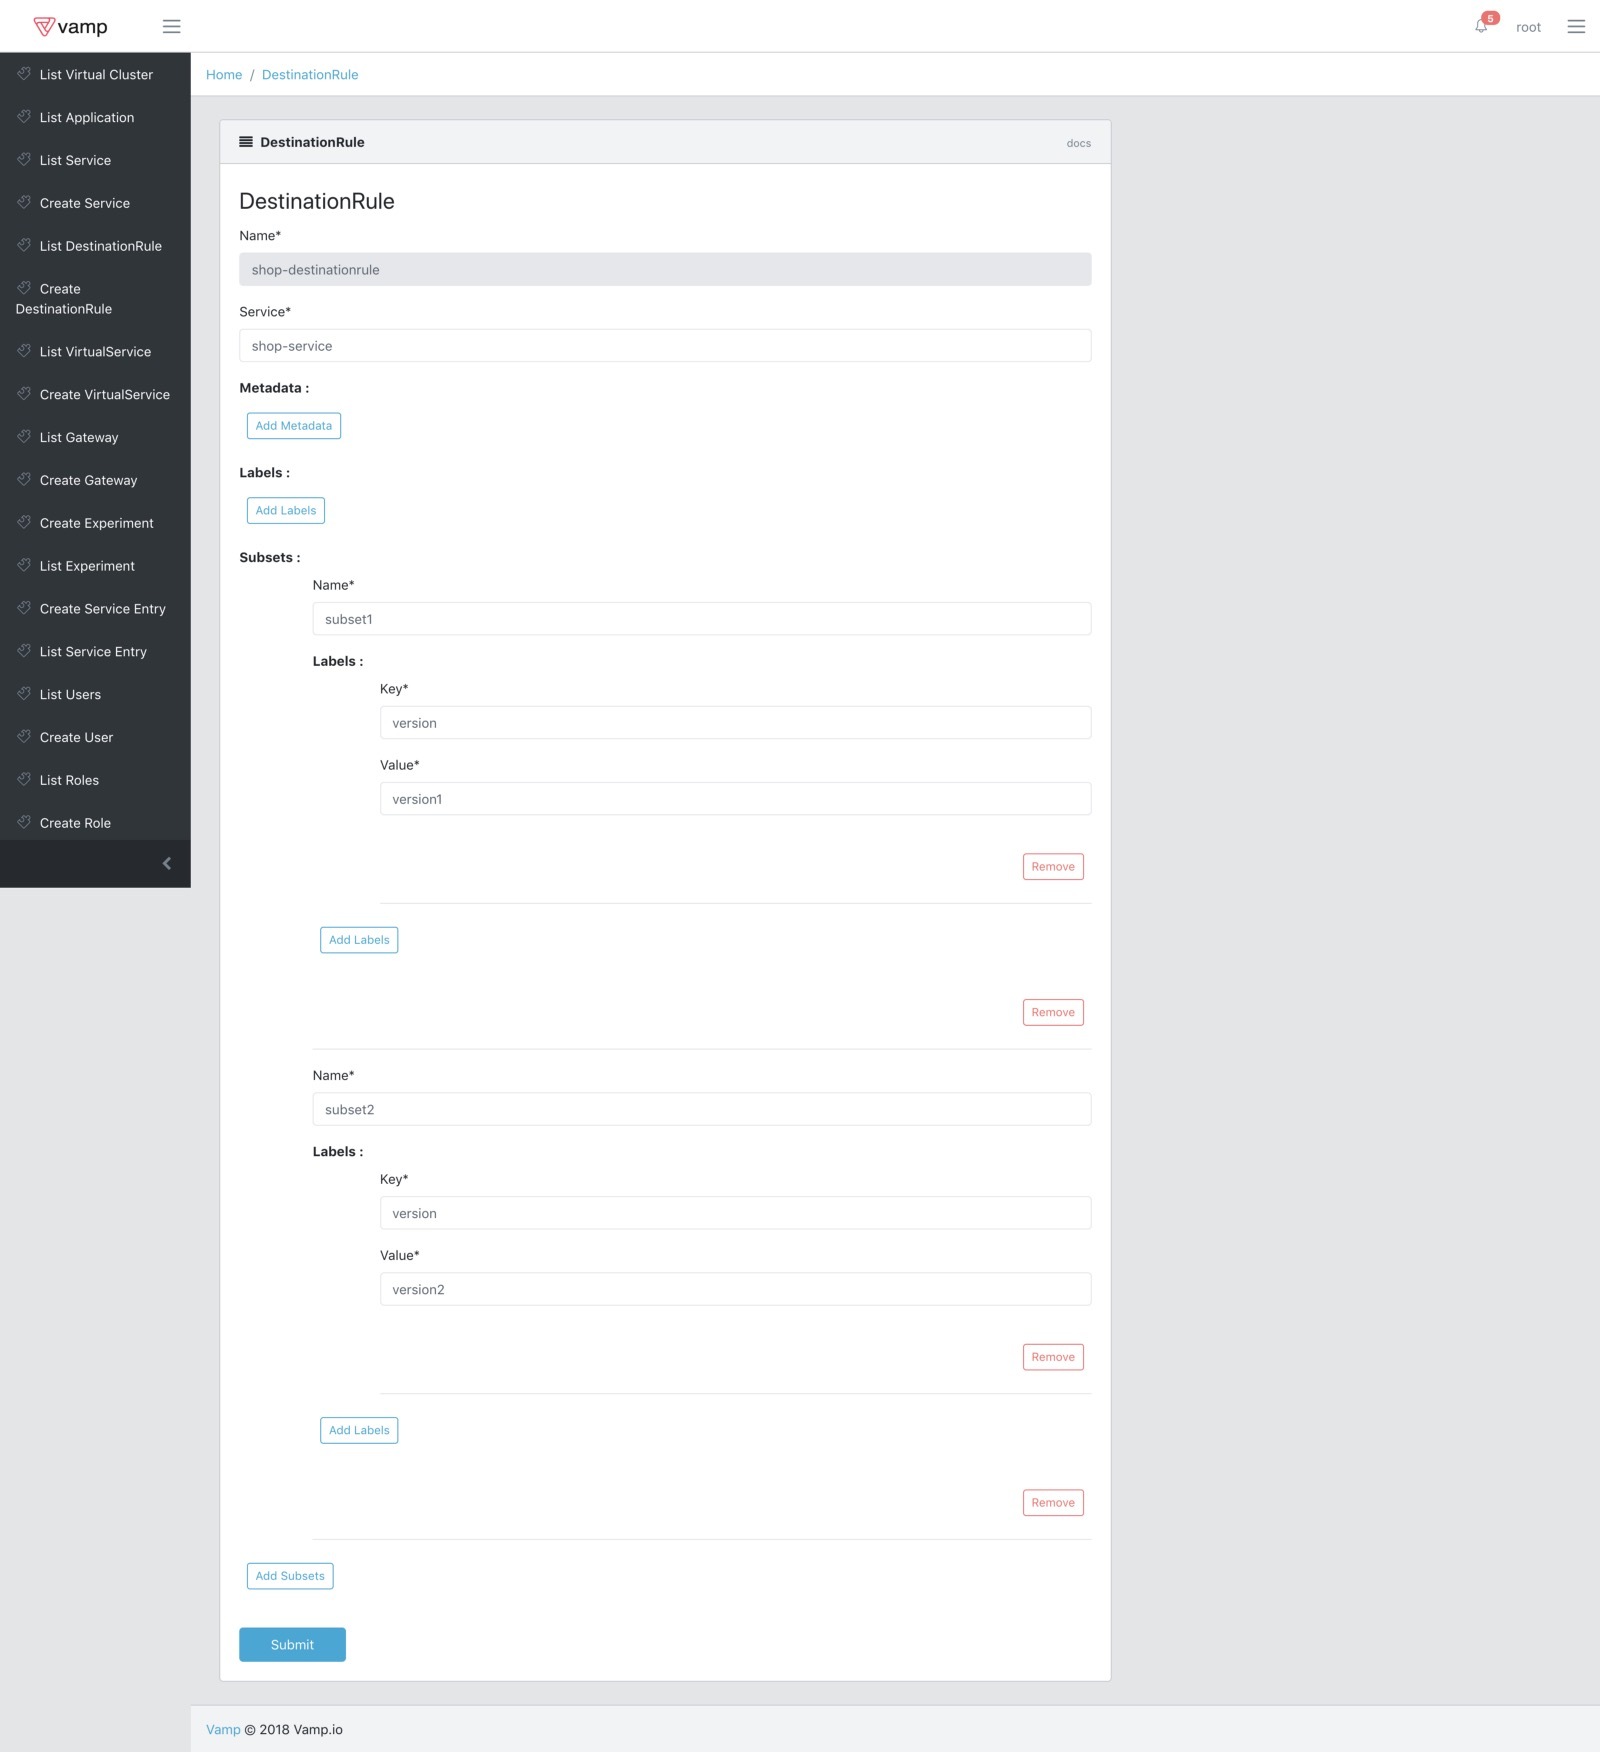 vamp
5
root
List Virtual Cluster
List Application
List Service
Create Service
List DestinationRule
Create
DestinationRule
List VirtualService
Create VirtualService
List Gateway
Create Gateway
Create Experiment
List Experiment
Create Service Entry
List Service Entry
List Users
Create User
List Roles
Create Role
Home / DestinationRule
DestinationRule
docs
DestinationRule
Name*
shop-destinationrule
Service*
shop-service
Metadata :
Add Metadata
Labels :
Add Labels
Subsets :
Name*
subset1
Labels :
Key*
version
Value*
version1
Remove
Add Labels
Remove
Name*
subset2
Labels :
Key*
version
Value*
version2
Remove
Add Labels
Remove
Add Subsets
Submit
Vamp © 2018 Vamp.io